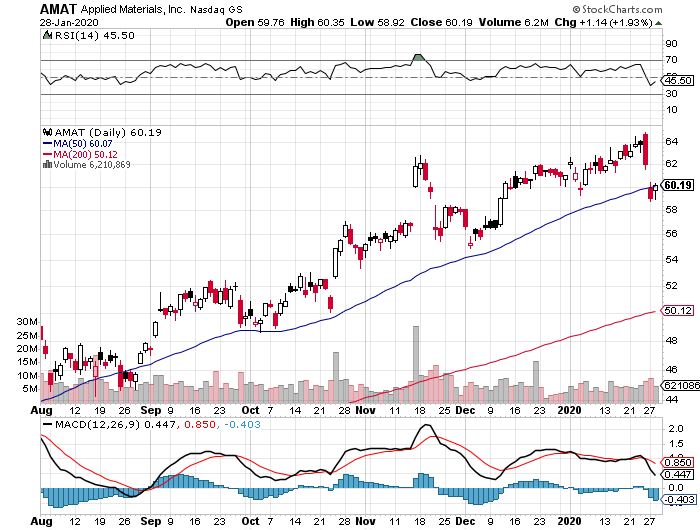 AMAT Applied Materials, Inc. Nasdaq GS © StockCharts.com
28-Jan-2020 Open 59.76 High 60.35 Low 58.92 Close 60.19 Volume 6.2M Chg +1.14 (+1.93%)
RSI(14) 45.50
90
70
50
45.50
30
10
AMAT (Daily) 60.19
MA(50) 60.07
MA(200) 50.12
Volume 6,210,869
64
62
60.19
58
56
54
52
50.12
48
46
44
30M
25M
20M
15M
10M
5M
621086
Aug 12 19 26 Sep 9 16 23 Oct 7 14 21 28 Nov 11 18 25 Dec 9 16 23 2020 13 21 27
MACD(12,26,9) 0.447, 0.850, -0.403
2.0
1.5
1.0
0.850
0.447
0.0
-0.403
Aug 12 19 26 Sep 9 16 23 Oct 7 14 21 28 Nov 11 18 25 Dec 9 16 23 2020 13 21 27